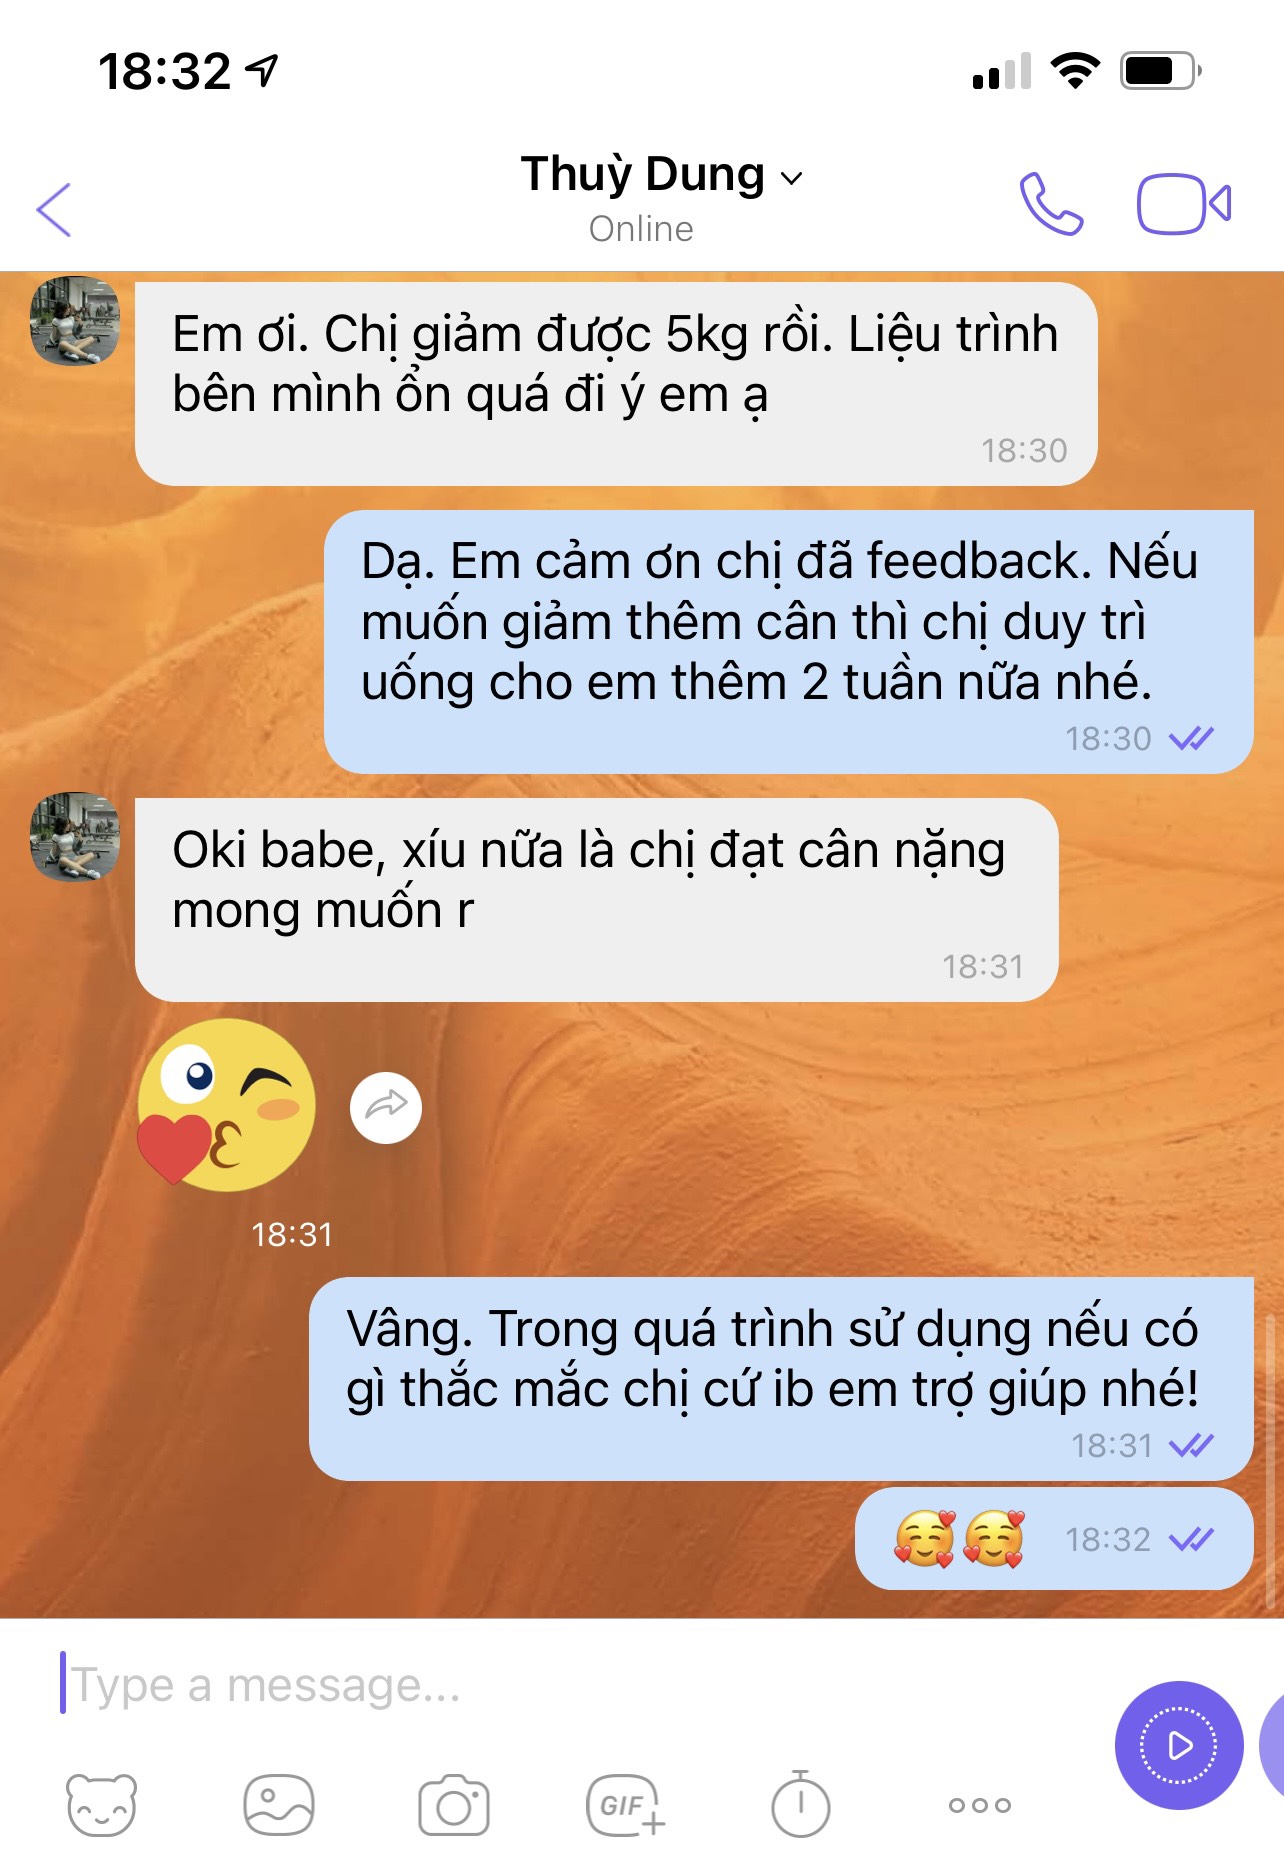 18:32
Thuỳ Dung
Online
Em ơi. Chị giảm được 5kg rồi. Liệu trình
bên mình ổn quá đi ý em ạ
18:30
Dạ. Em cảm ơn chị đã feedback. Nếu
muốn giảm thêm cân thì chị duy trì
uống cho em thêm 2 tuần nữa nhé.
18:30
Oki babe, xíu nữa là chị đạt cân nặng
mong muốn r
18:31
18:31
Vâng. Trong quá trình sử dụng nếu có
gì thắc mắc chị cứ ib em trợ giúp nhé!
18:31
🥰🥰 18:32
Type a message...
GIF